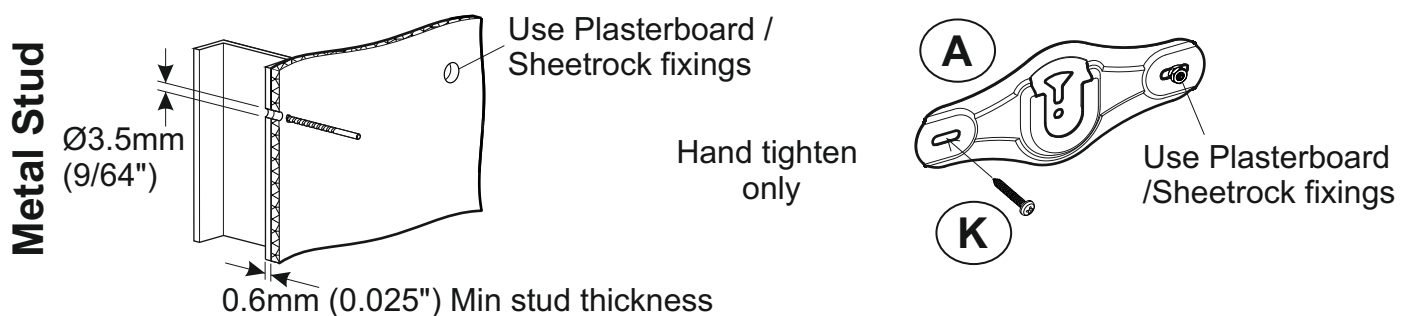 Metal Stud
Ø3.5mm
(9/64")
Use Plasterboard /
Sheetrock fixings
0.6mm (0.025") Min stud thickness
Hand tighten
only
A
K
Use Plasterboard
/Sheetrock fixings